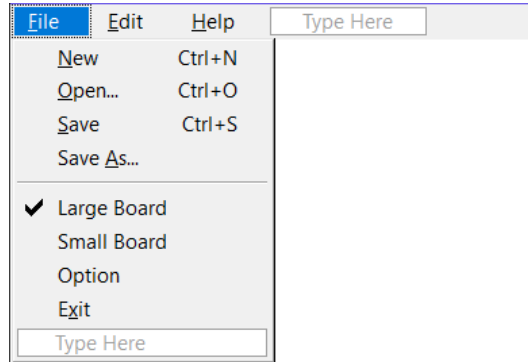 File Edit Help Type Here
New Ctrl+N
Open... Ctrl+O
Save Ctrl+S
Save As...
Large Board
Small Board
Option
Exit
Type Here